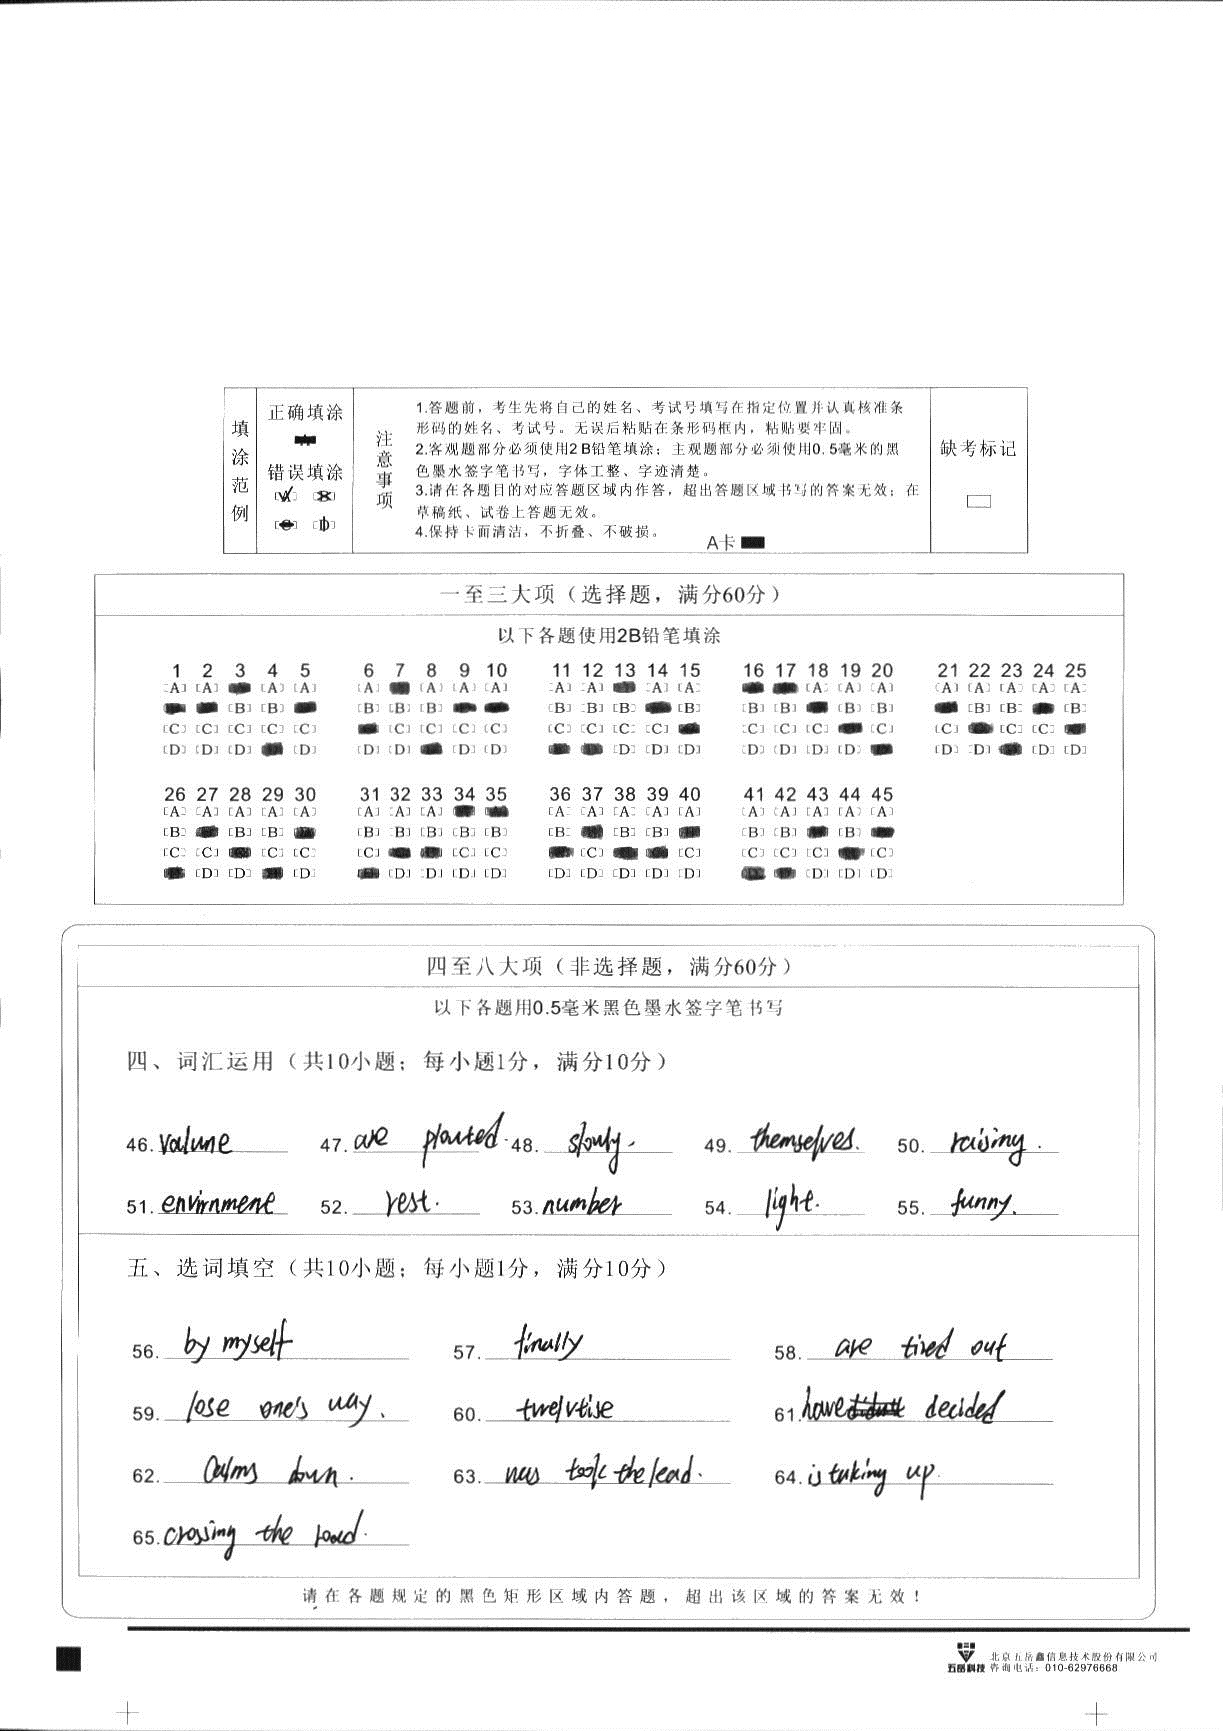 填涂范例
正确填涂
错误填涂
注意事项
1.答题前，考生先将自己的姓名、考试号填写在指定位置并认真核准条
形码的姓名、考试号。无误后粘贴在条形码框内，粘贴要牢固。
2.客观题部分必须使用2B铅笔填涂；主观题部分必须使用0.5毫米的黑
色墨水签字笔书写，字体工整、字迹清楚。
3.请在各题目的对应答题区域内作答，超出答题区域书写的答案无效；在
草稿纸、试卷上答题无效。
4.保持卡面清洁，不折叠、不破损。
A卡
缺考标记
一至三大项（选择题，满分60分）
以下各题使用2B铅笔填涂
1 2 3 4 5 6 7 8 9 10 11 12 13 14 15 16 17 18 19 20 21 22 23 24 25
[A] [A] [A] [A] [A] [A] [A] [A] [A] [A] [A] [A] [A] [A] [A] [A] [A] [A] [A] [A]
[B] [B] [B] [B] [B] [B] [B] [B] [B] [B] [B] [B] [B] [B] [B] [B] [B]
[C] [C] [C] [C] [C] [C] [C] [C] [C] [C] [C] [C] [C] [C] [C] [C] [C] [C] [C] [C]
[D] [D] [D] [D] [D] [D] [D] [D] [D] [D] [D] [D] [D] [D] [D] [D] [D] [D] [D]
26 27 28 29 30 31 32 33 34 35 36 37 38 39 40 41 42 43 44 45
[A] [A] [A] [A] [A] [A] [A] [A] [A] [A] [A] [A] [A] [A] [A] [A] [A] [A]
[B] [B] [B] [B] [B] [B] [B] [B] [B] [B] [B] [B] [B] [B]
[C] [C] [C] [C] [C] [C] [C] [C] [C] [C] [C] [C] [C]
[D] [D] [D] [D] [D] [D] [D] [D] [D] [D] [D] [D] [D] [D] [D]
四至八大项（非选择题，满分60分）
以下各题用0.5毫米黑色墨水签字笔书写
四、词汇运用（共10小题；每小题1分，满分10分）
46. valume 47. are planted. 48. slowly. 49. themselves. 50. raising.
51. envirnment 52. rest. 53. number 54. light. 55. funny.
五、选词填空（共10小题；每小题1分，满分10分）
56. by myself 57. finally 58. are tired out
59. lose one's way. 60. twelvtise 61. have decided
62. Calms down. 63. was took the lead. 64. is taking up.
65. crossing the road.
请在各题规定的黑色矩形区域内答题，超出该区域的答案无效！
五岳科技
北京五岳鑫信息技术股份有限公司
咨询电话：010-62976668